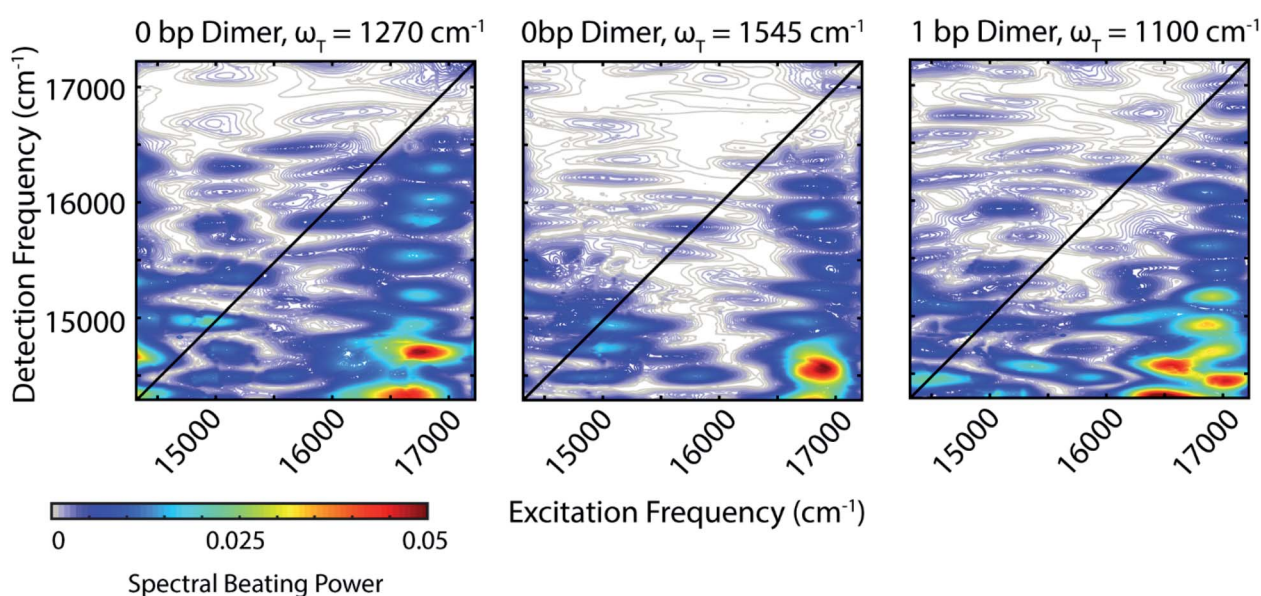 0 bp Dimer, ω_T = 1270 cm⁻¹
0bp Dimer, ω_T = 1545 cm⁻¹
1 bp Dimer, ω_T = 1100 cm⁻¹
Detection Frequency (cm⁻¹)
17000
16000
15000
15000 16000 17000
15000 16000 17000
15000 16000 17000
Excitation Frequency (cm⁻¹)
0 0.025 0.05
Spectral Beating Power